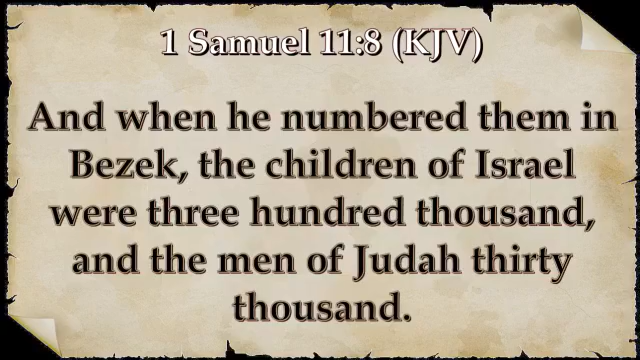 1 Samuel 11:8 (KJV)
And when he numbered them in
Bezek, the children of Israel
were three hundred thousand,
and the men of Judah thirty
thousand.